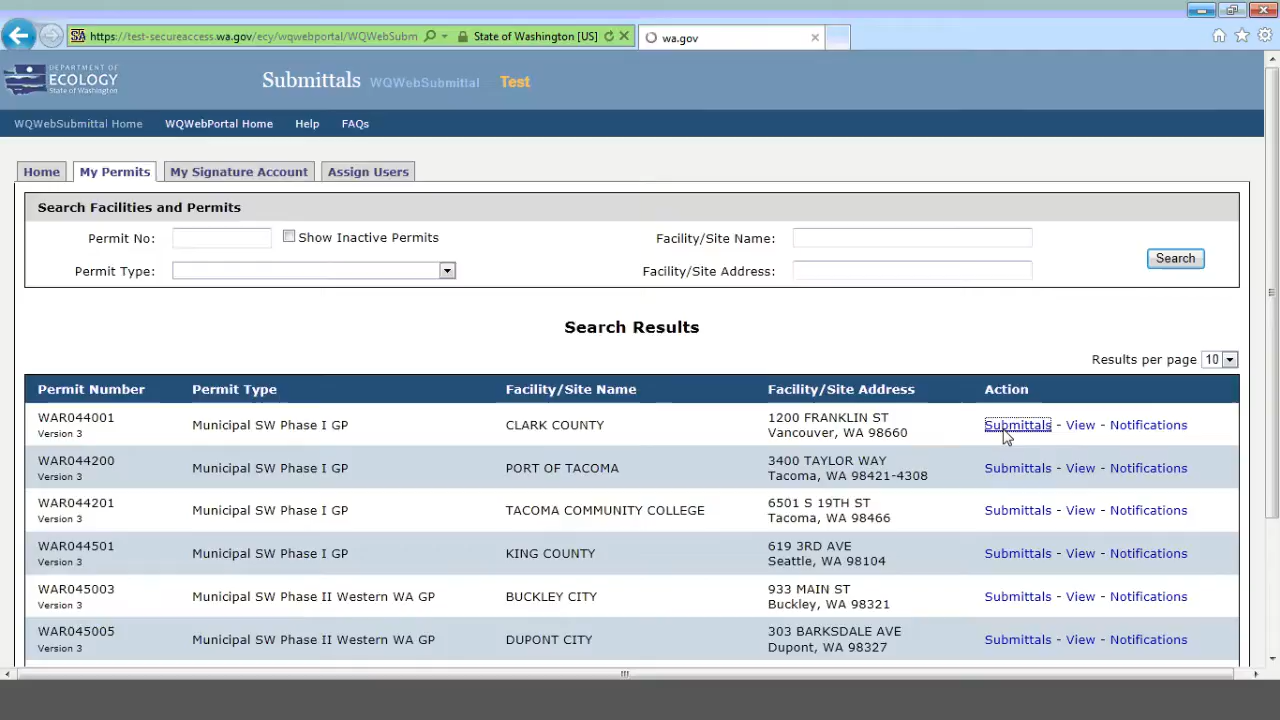 https://test-secureaccess.wa.gov/ecy/wqwebportal/WQWebSubm
State of Washington [US]
wa.gov
DEPARTMENT OF
ECOLOGY
State of Washington
Submittals WQWebSubmittal Test
WQWebSubmittal Home WQWebPortal Home Help FAQs
Home My Permits My Signature Account Assign Users
Search Facilities and Permits
Permit No: Show Inactive Permits Facility/Site Name:
Permit Type: Facility/Site Address:
Search
Search Results
Results per page 10
Permit Number Permit Type Facility/Site Name Facility/Site Address Action
WAR044001
Version 3
Municipal SW Phase I GP
CLARK COUNTY
1200 FRANKLIN ST
Vancouver, WA 98660
Submittals - View - Notifications
WAR044200
Version 3
Municipal SW Phase I GP
PORT OF TACOMA
3400 TAYLOR WAY
Tacoma, WA 98421-4308
Submittals - View - Notifications
WAR044201
Version 3
Municipal SW Phase I GP
TACOMA COMMUNITY COLLEGE
6501 S 19TH ST
Tacoma, WA 98466
Submittals - View - Notifications
WAR044501
Version 3
Municipal SW Phase I GP
KING COUNTY
619 3RD AVE
Seattle, WA 98104
Submittals - View - Notifications
WAR045003
Version 3
Municipal SW Phase II Western WA GP
BUCKLEY CITY
933 MAIN ST
Buckley, WA 98321
Submittals - View - Notifications
WAR045005
Version 3
Municipal SW Phase II Western WA GP
DUPONT CITY
303 BARKSDALE AVE
Dupont, WA 98327
Submittals - View - Notifications